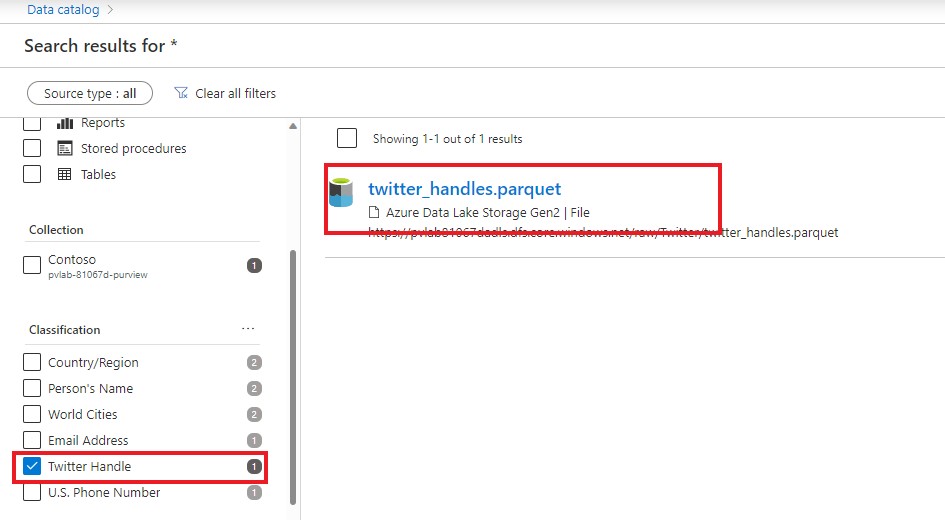 Data catalog
Search results for *
Source type : all
Clear all filters
Reports
Stored procedures
Tables
Collection
Contoso 1
pvlab-81067d-purview
Classification ...
Country/Region 2
Person's Name 2
World Cities 2
Email Address 1
Twitter Handle 1
U.S. Phone Number 1
Showing 1-1 out of 1 results
twitter_handles.parquet
Azure Data Lake Storage Gen2 | File
https://pvlab81067dadls.dfs.core.windows.net/raw/Twitter/twitter_handles.parquet